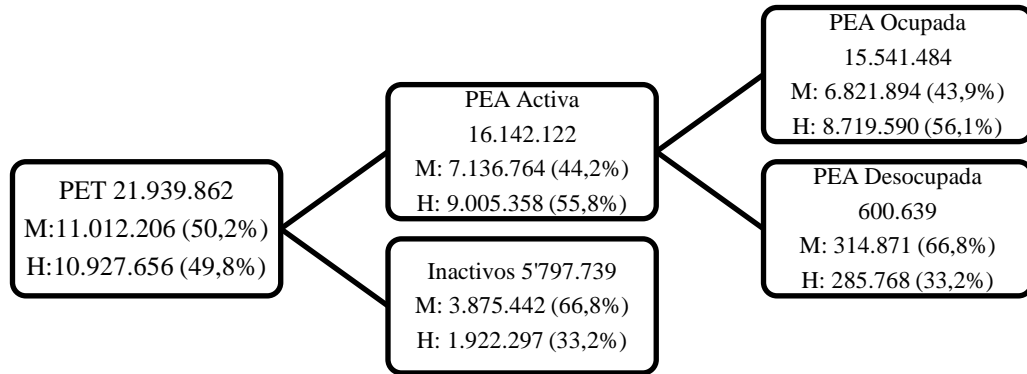 PET 21.939.862
M:11.012.206 (50,2%)
H:10.927.656 (49,8%)
PEA Activa
16.142.122
M: 7.136.764 (44,2%)
H: 9.005.358 (55,8%)
Inactivos 5'797.739
M: 3.875.442 (66,8%)
H: 1.922.297 (33,2%)
PEA Ocupada
15.541.484
M: 6.821.894 (43,9%)
H: 8.719.590 (56,1%)
PEA Desocupada
600.639
M: 314.871 (66,8%)
H: 285.768 (33,2%)